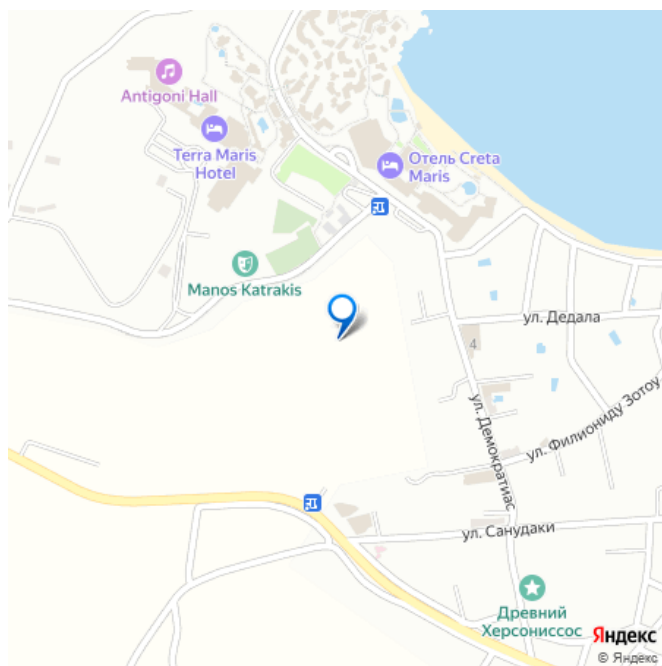 Antigoni Hall
Terra Maris
Hotel
Отель Creta
Maris
Manos Katrakis
ул. Дедала
4
ул. Демократиас
ул. Филиониду Зотоу
ул. Санудаки
Древний
Херсониссос
Яндекс
© Яндекс